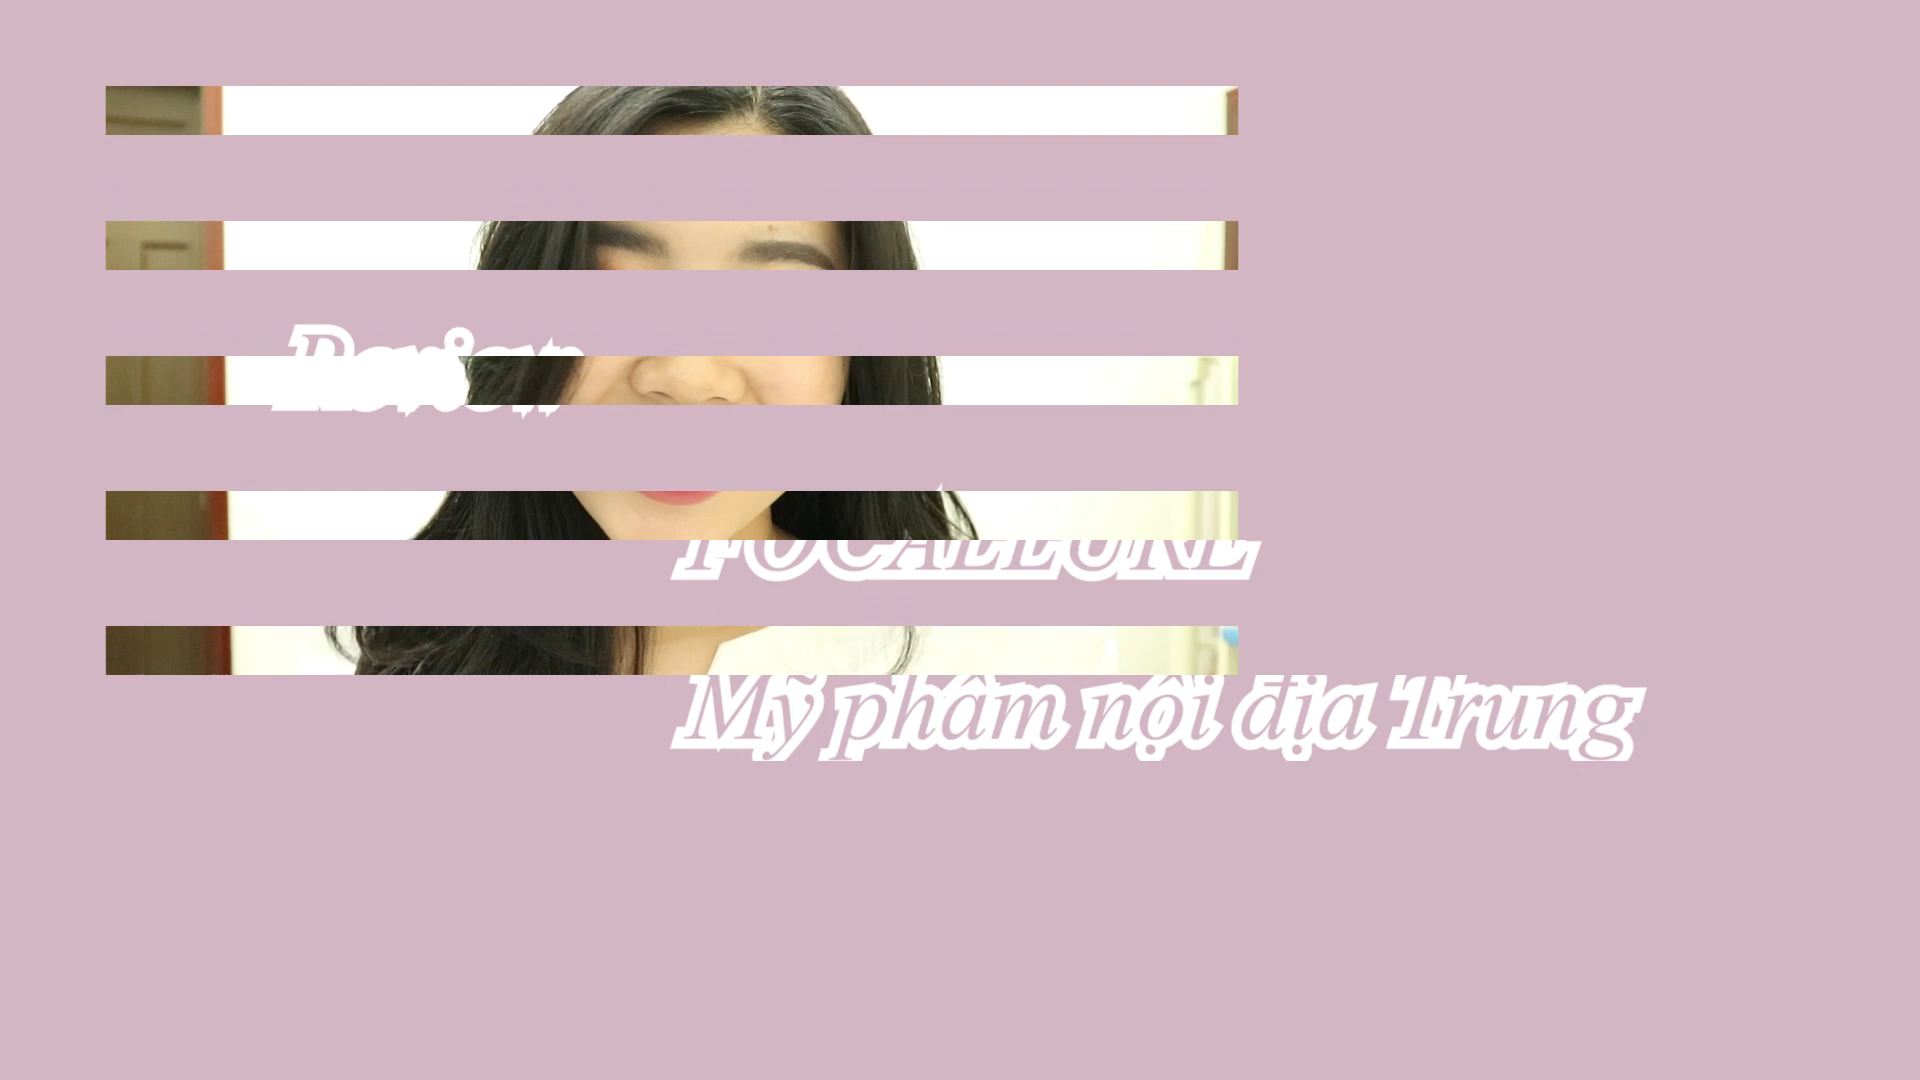 Review
FOCALLURE
Mỹ phẩm nội địa Trung